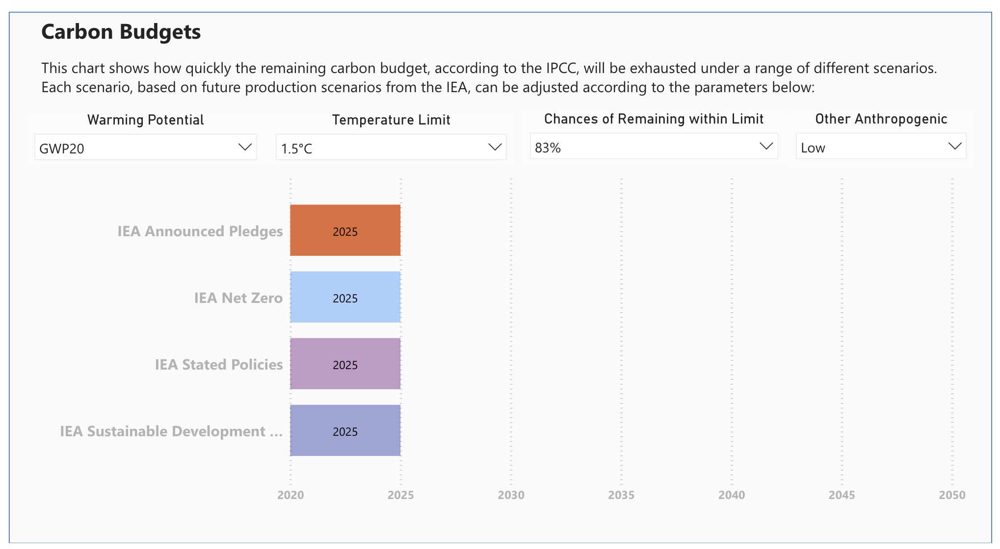 Carbon Budgets
This chart shows how quickly the remaining carbon budget, according to the IPCC, will be exhausted under a range of different scenarios.
Each scenario, based on future production scenarios from the IEA, can be adjusted according to the parameters below:
Warming Potential
GWP20
Temperature Limit
1.5°C
Chances of Remaining within Limit
83%
Other Anthropogenic
Low
IEA Announced Pledges
2025
IEA Net Zero
2025
IEA Stated Policies
2025
IEA Sustainable Development ...
2025
2020 2025 2030 2035 2040 2045 2050